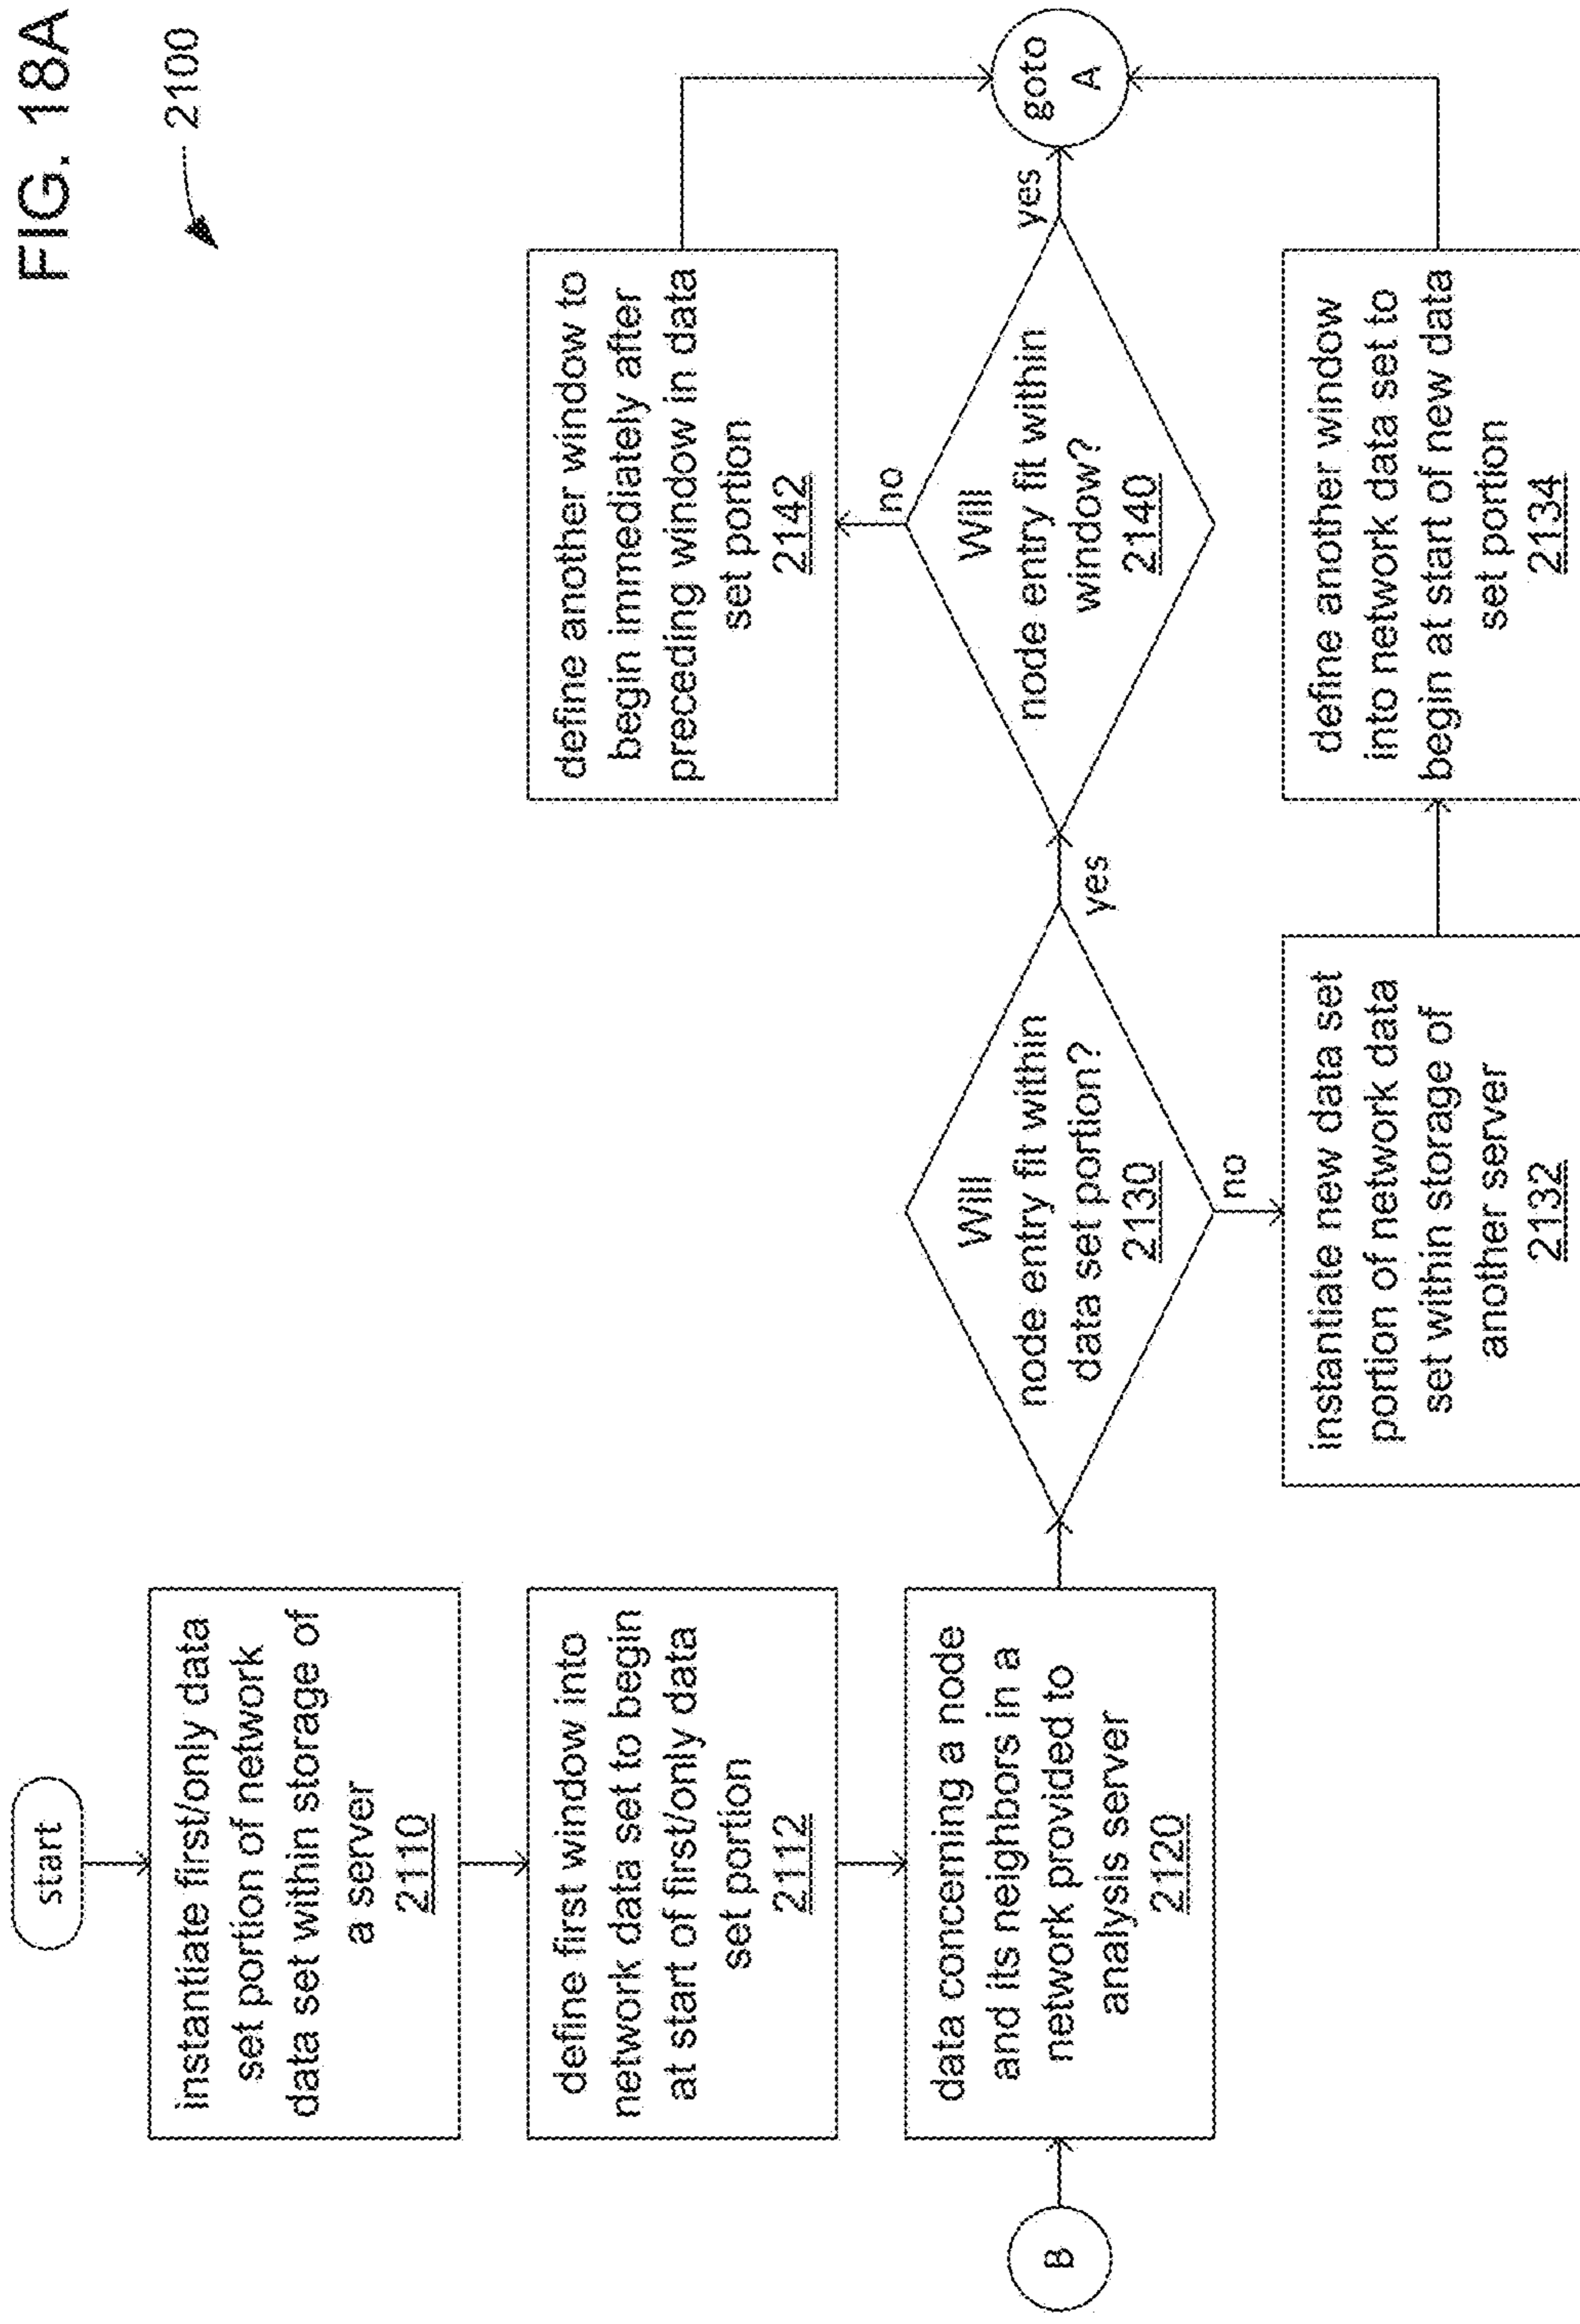 FIG. 18A
2100
start
instantiate first/only data
set portion of network
data set within storage of
a server
2110
define first window into
network data set to begin
at start of first/only data
set portion
2112
B
data concerning a node
and its neighbors in a
network provided to
analysis server
2120
Will
node entry fit within
data set portion?
2130
no
yes
instantiate new data set
portion of network data
set within storage of
another server
2132
define another window
into network data set to
begin at start of new data
set portion
2134
Will
node entry fit within
window?
2140
no
yes
define another window to
begin immediately after
preceding window in data
set portion
2142
goto
A